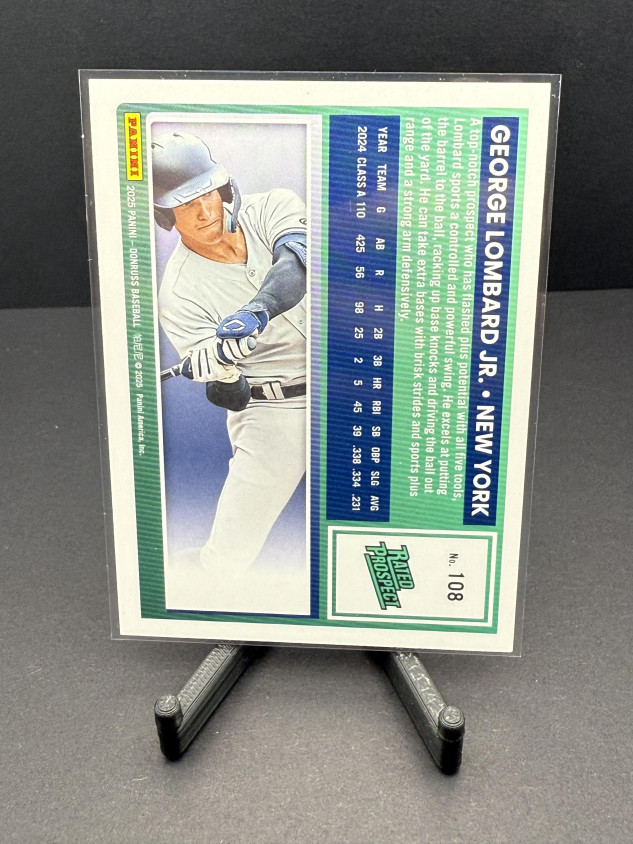 GEORGE LOMBARD JR. • NEW YORK
A top-notch prospect who has flashed plus potential with all five tools,
Lombard sports a controlled and powerful swing. He excels at putting
the barrel to the ball, racking up base knocks and driving the ball out
of the yard. He can take extra bases with brisk strides and sports plus
range and a strong arm defensively.
YEAR TEAM G AB R H 2B 3B HR RBI SB OBP SLG AVG
2024 CLASS A 110 425 56 98 25 2 5 45 39 .338 .334 .231
No. 108
RATED
PROSPECT
PANINI
2025 PANINI – DONRUSS BASEBALL © 2025 Panini America, Inc.